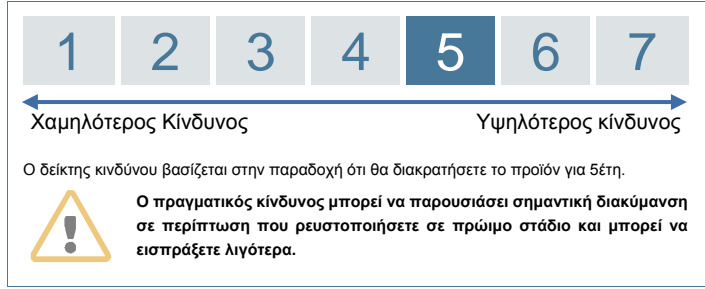 1 2 3 4 5 6 7
Χαμηλότερος Κίνδυνος Υψηλότερος κίνδυνος
Ο δείκτης κινδύνου βασίζεται στην παραδοχή ότι θα διακρατήσετε το προϊόν για 5έτη.
Ο πραγματικός κίνδυνος μπορεί να παρουσιάσει σημαντική διακύμανση
σε περίπτωση που ρευστοποιήσετε σε πρώιμο στάδιο και μπορεί να
εισπράξετε λιγότερα.